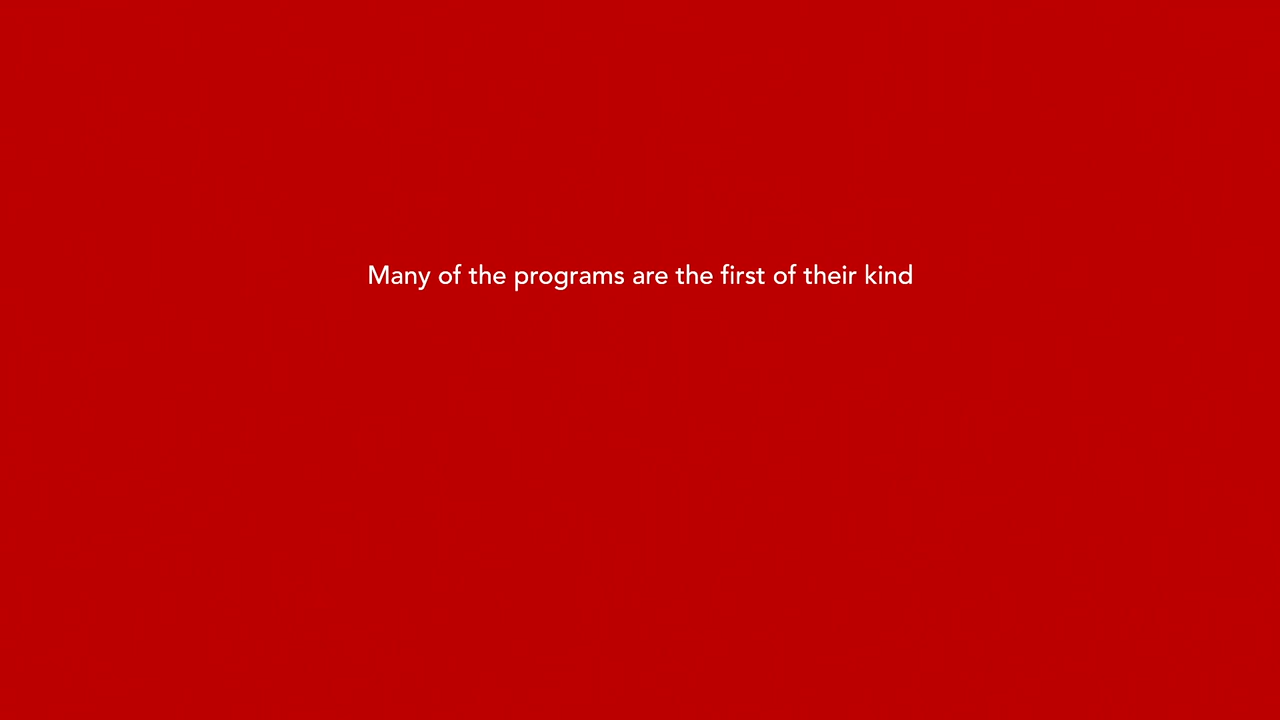 Many of the programs are the first of their kind